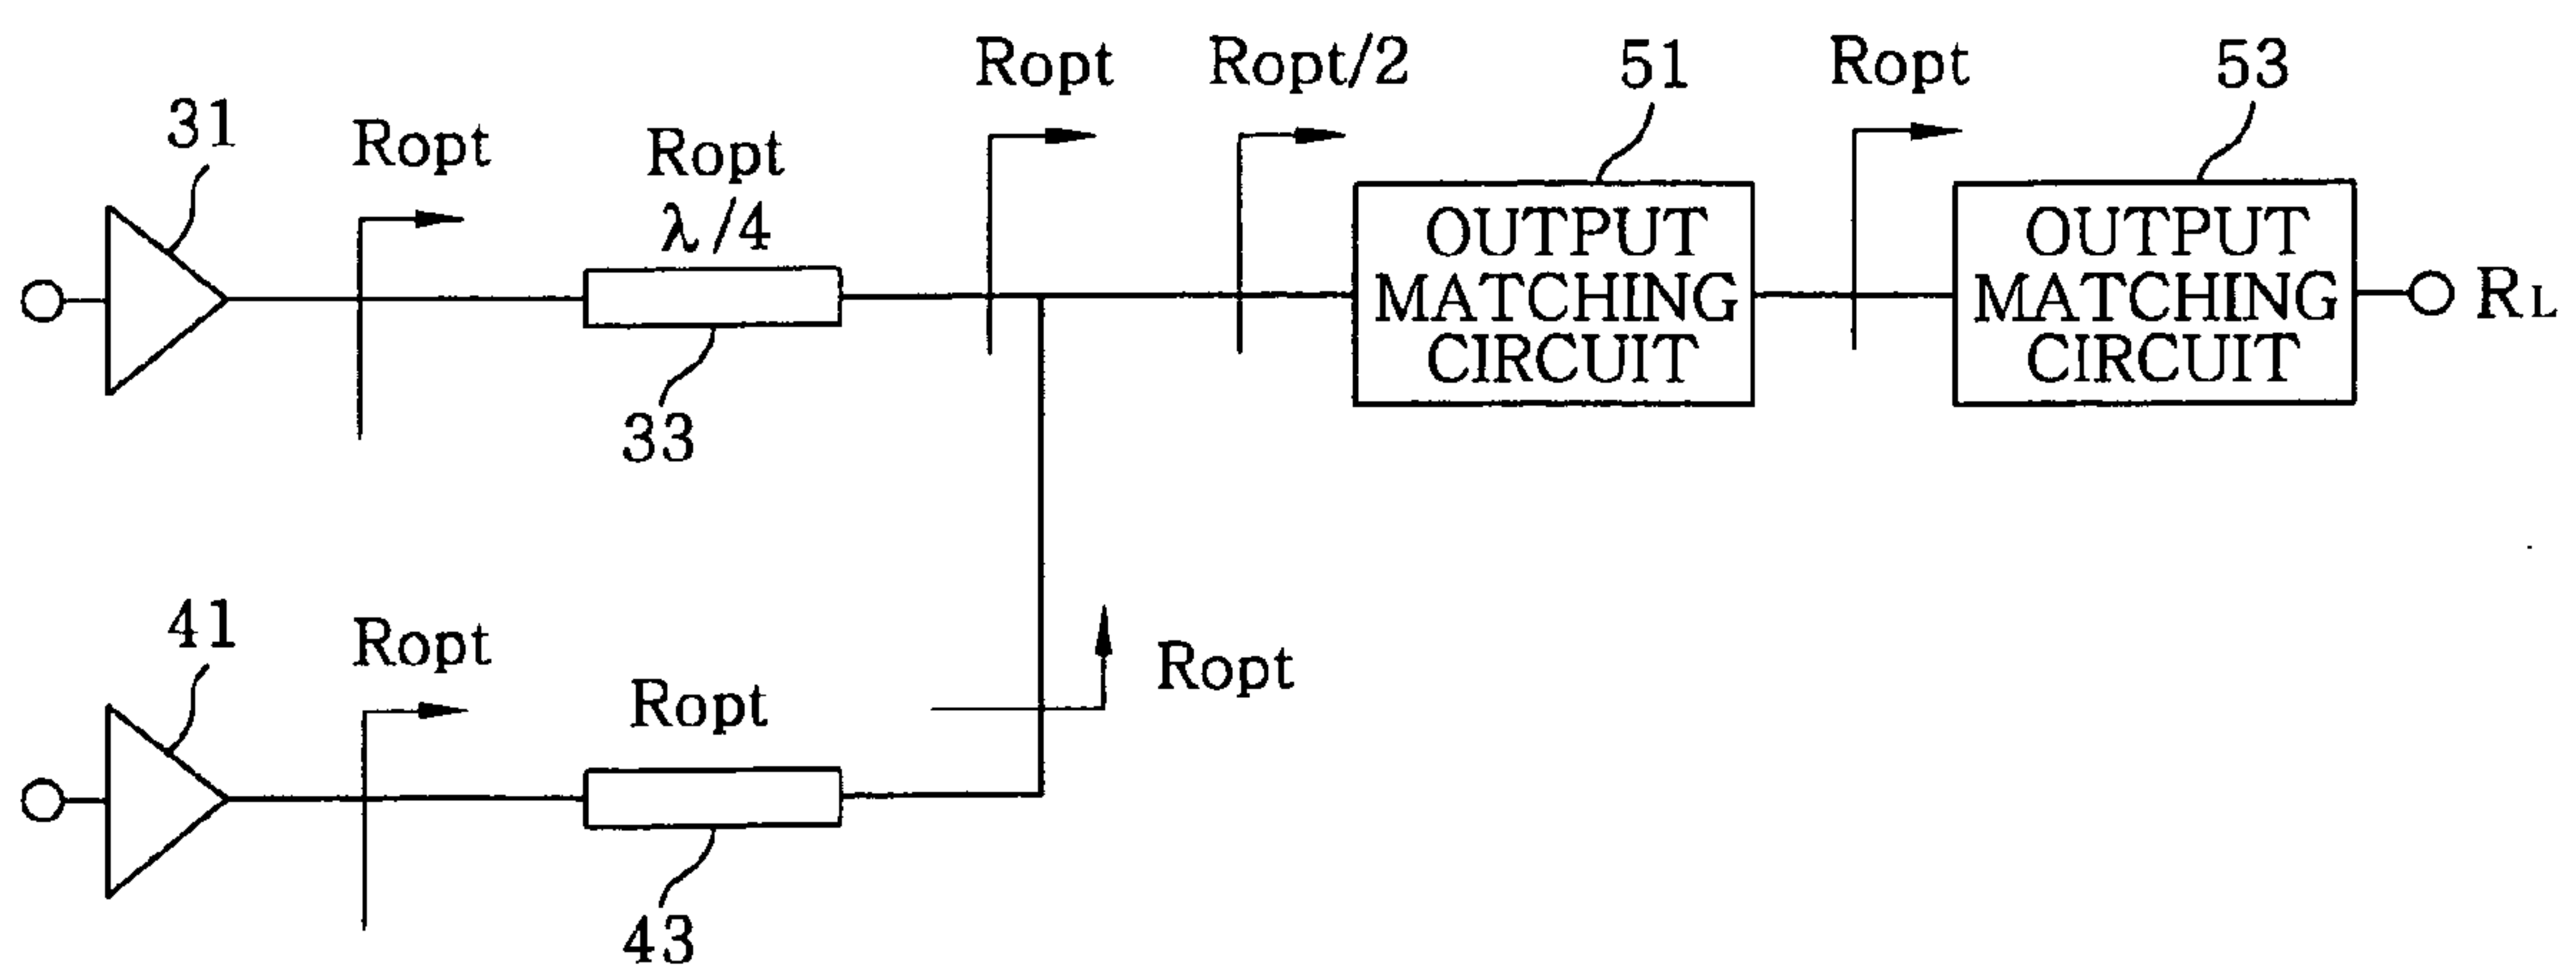 Ropt
Ropt/2
51
Ropt
53
31
Ropt
Ropt
λ/4
OUTPUT
MATCHING
CIRCUIT
OUTPUT
MATCHING
CIRCUIT
RL
33
41
Ropt
Ropt
Ropt
43